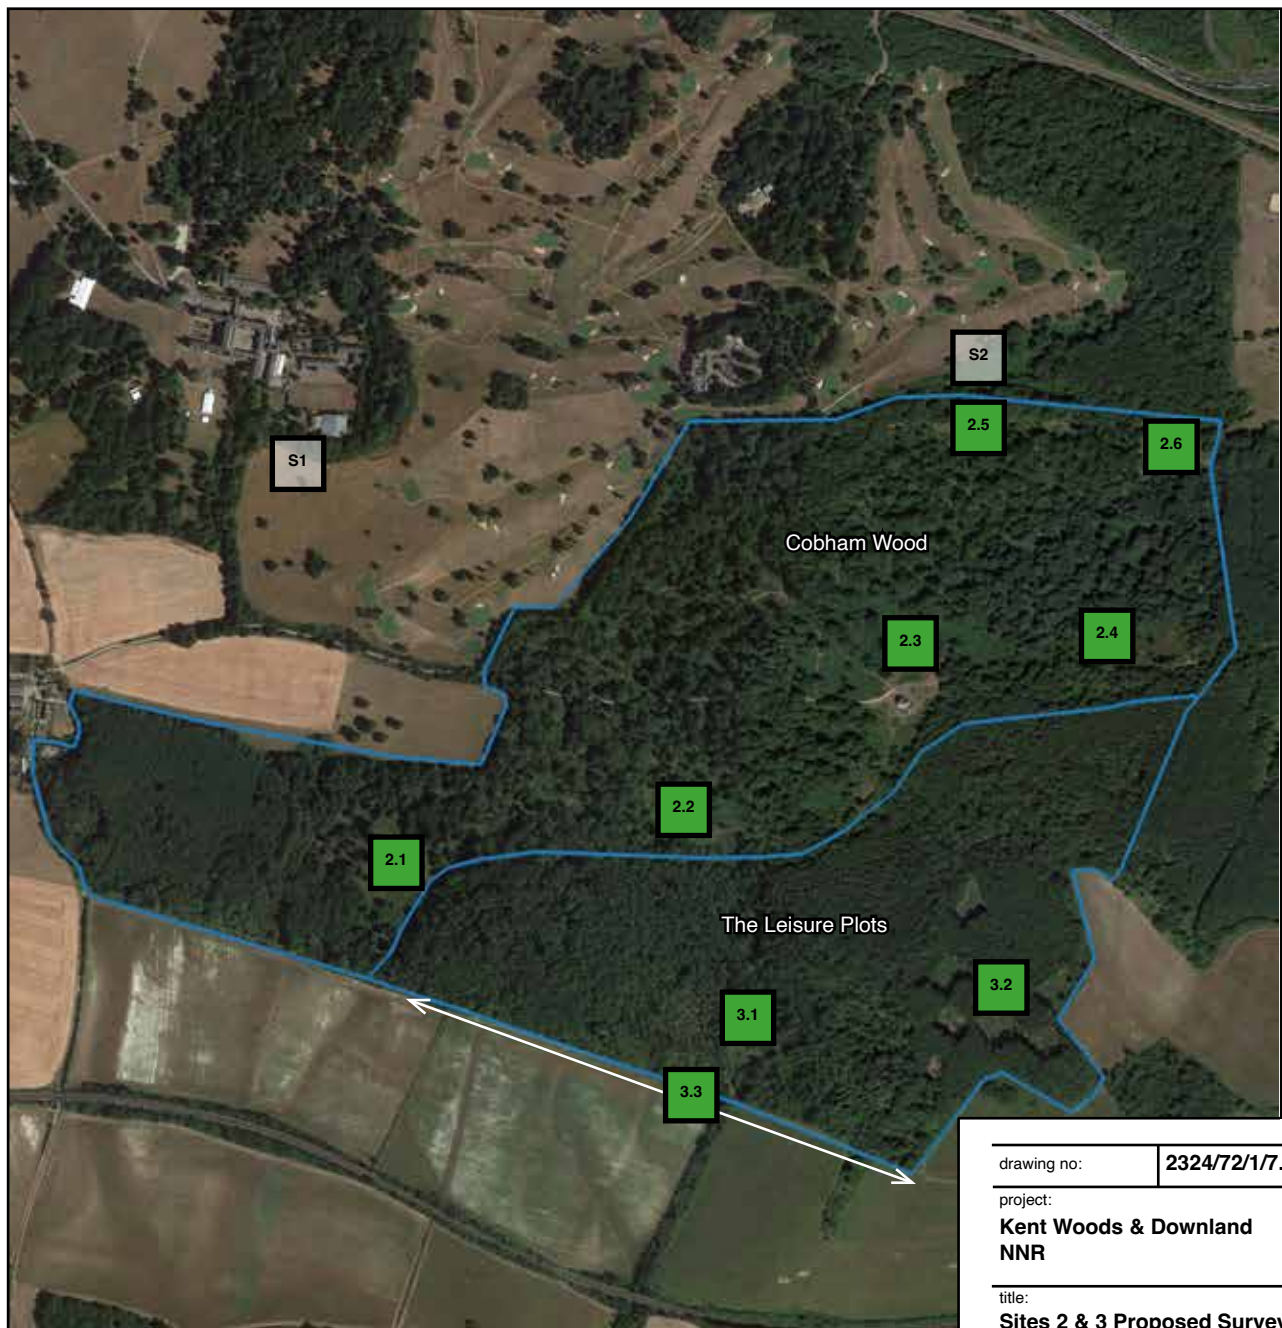 S2
2.5
2.6
S1
Cobham Wood
2.3
2.4
2.2
2.1
The Leisure Plots
3.2
3.1
3.3
drawing no: 2324/72/1/7.
project:
Kent Woods & Downland
NNR
title:
Sites 2 & 3 Proposed Survey